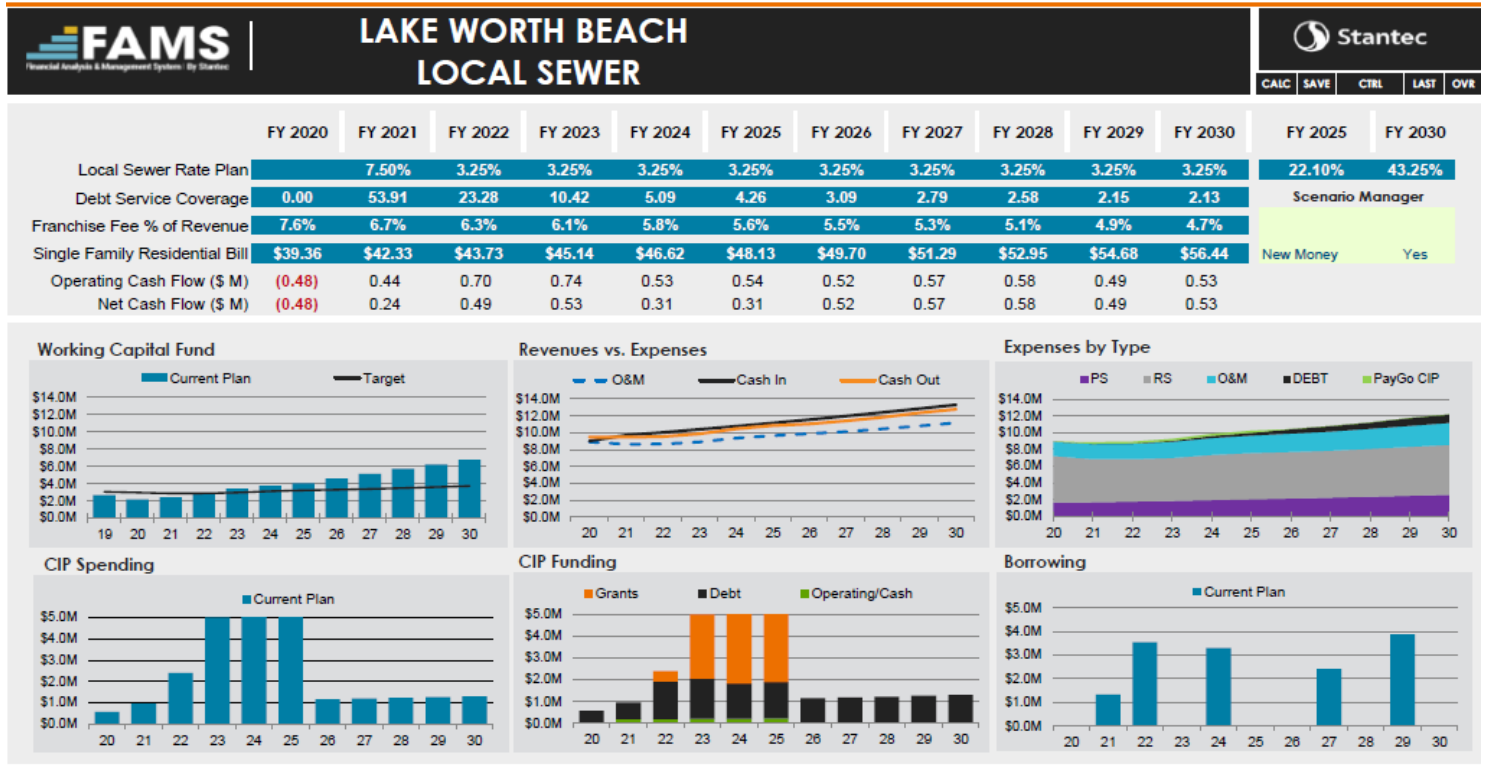 FAMS
Financial Analysis & Management System : By Stantec
LAKE WORTH BEACH
LOCAL SEWER
Stantec
CALC SAVE CTRL LAST OVR
FY 2020 FY 2021 FY 2022 FY 2023 FY 2024 FY 2025 FY 2026 FY 2027 FY 2028 FY 2029 FY 2030 FY 2025 FY 2030
Local Sewer Rate Plan 7.50% 3.25% 3.25% 3.25% 3.25% 3.25% 3.25% 3.25% 3.25% 3.25% 22.10% 43.25%
Debt Service Coverage 0.00 53.91 23.28 10.42 5.09 4.26 3.09 2.79 2.58 2.15 2.13 Scenario Manager
Franchise Fee % of Revenue 7.6% 6.7% 6.3% 6.1% 5.8% 5.6% 5.5% 5.3% 5.1% 4.9% 4.7%
Single Family Residential Bill $39.36 $42.33 $43.73 $45.14 $46.62 $48.13 $49.70 $51.29 $52.95 $54.68 $56.44 New Money Yes
Operating Cash Flow ($ M) (0.48) 0.44 0.70 0.74 0.53 0.54 0.52 0.57 0.58 0.49 0.53
Net Cash Flow ($ M) (0.48) 0.24 0.49 0.53 0.31 0.31 0.52 0.57 0.58 0.49 0.53
Working Capital Fund
Current Plan Target
$14.0M
$12.0M
$10.0M
$8.0M
$6.0M
$4.0M
$2.0M
$0.0M
19 20 21 22 23 24 25 26 27 28 29 30
Revenues vs. Expenses
O&M Cash In Cash Out
$14.0M
$12.0M
$10.0M
$8.0M
$6.0M
$4.0M
$2.0M
$0.0M
20 21 22 23 24 25 26 27 28 29 30
Expenses by Type
PS RS O&M DEBT PayGo CIP
$14.0M
$12.0M
$10.0M
$8.0M
$6.0M
$4.0M
$2.0M
$0.0M
20 21 22 23 24 25 26 27 28 29 30
CIP Spending
Current Plan
$5.0M
$4.0M
$3.0M
$2.0M
$1.0M
$0.0M
20 21 22 23 24 25 26 27 28 29 30
CIP Funding
Grants Debt Operating/Cash
$5.0M
$4.0M
$3.0M
$2.0M
$1.0M
$0.0M
20 21 22 23 24 25 26 27 28 29 30
Borrowing
Current Plan
$5.0M
$4.0M
$3.0M
$2.0M
$1.0M
$0.0M
20 21 22 23 24 25 26 27 28 29 30